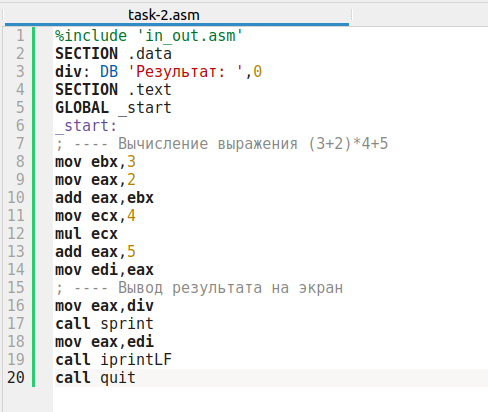 task-2.asm
1 %include 'in_out.asm'
2 SECTION .data
3 div: DB 'Результат: ',0
4 SECTION .text
5 GLOBAL _start
6 _start:
7 ; ---- Вычисление выражения (3+2)*4+5
8 mov ebx,3
9 mov eax,2
10 add eax,ebx
11 mov ecx,4
12 mul ecx
13 add eax,5
14 mov edi,eax
15 ; ---- Вывод результата на экран
16 mov eax,div
17 call sprint
18 mov eax,edi
19 call iprintLF
20 call quit